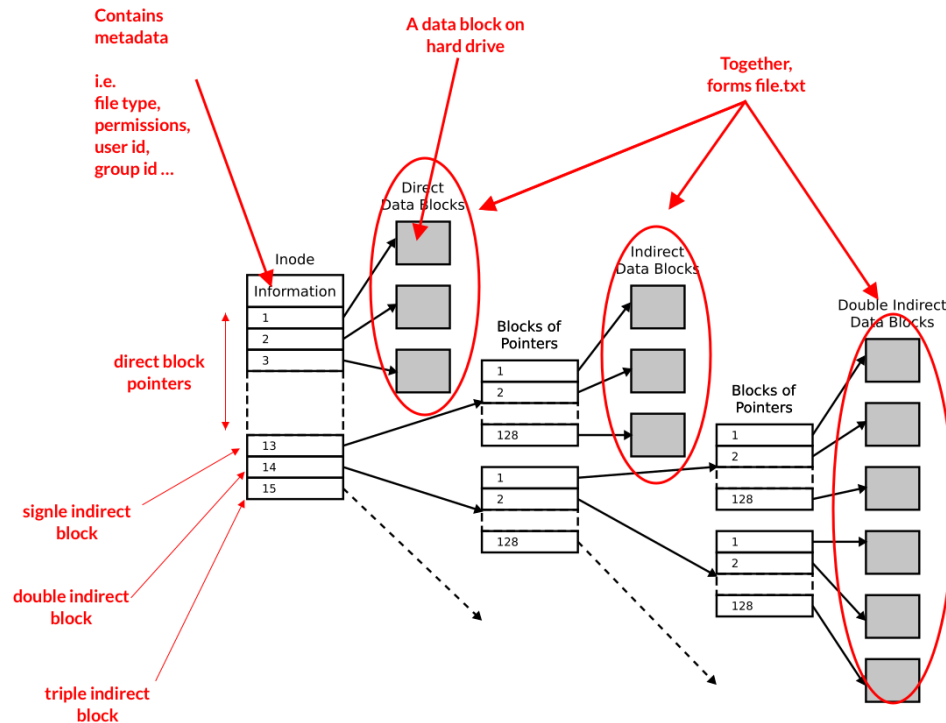 Contains
metadata
i.e.
file type,
permissions,
user id,
group id ...
A data block on
hard drive
Together,
forms file.txt
Direct
Data Blocks
Inode
Information
1
2
3
13
14
15
direct block
pointers
signle indirect
block
double indirect
block
triple indirect
block
Blocks of
Pointers
1
2
128
1
2
128
Indirect
Data Blocks
Blocks of
Pointers
1
2
128
1
2
128
Double Indirect
Data Blocks